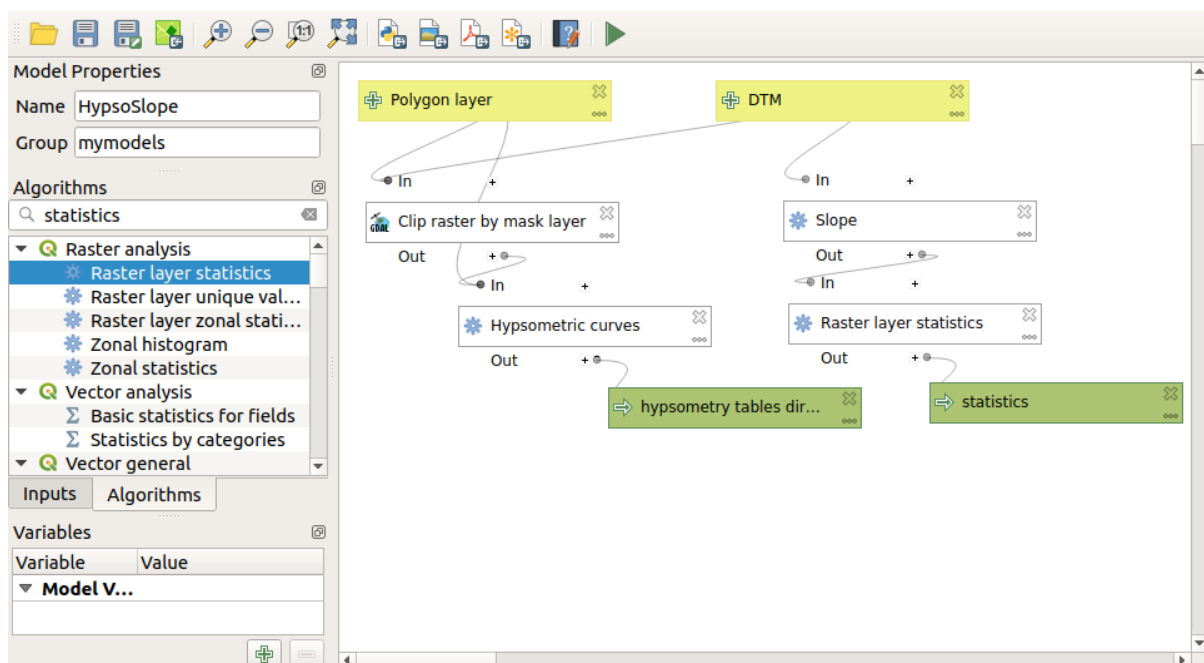 1:1
Model Properties
Name HypsoSlope
Group mymodels
Algorithms
statistics
Raster analysis
Raster layer statistics
Raster layer unique val...
Raster layer zonal stati...
Zonal histogram
Zonal statistics
Vector analysis
Σ Basic statistics for fields
Σ Statistics by categories
Vector general
Inputs Algorithms
Variables
Variable Value
Model V...
Polygon layer
DTM
In +
In +
GDAL Clip raster by mask layer
Slope
Out +
Out +
In +
In +
Hypsometric curves
Raster layer statistics
Out +
Out +
hypsometry tables dir...
statistics